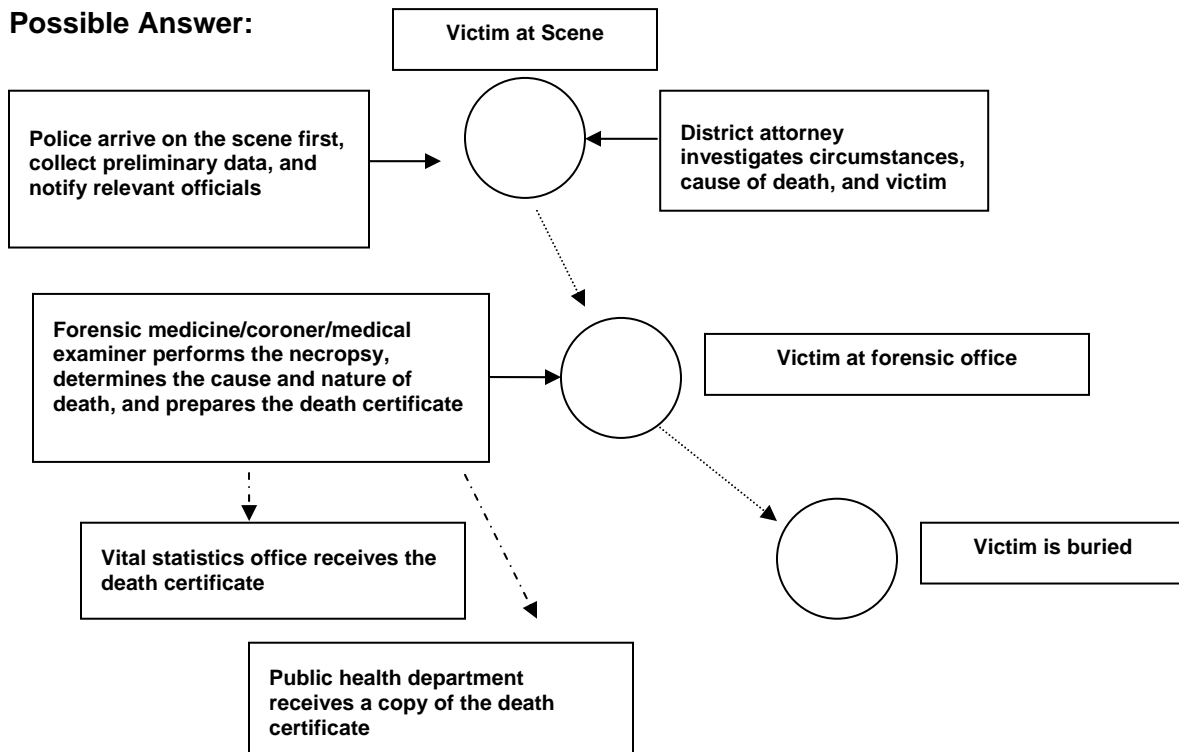 Possible Answer:
Victim at Scene
Police arrive on the scene first,
collect preliminary data, and
notify relevant officials
District attorney
investigates circumstances,
cause of death, and victim
Forensic medicine/coroner/medical
examiner performs the necropsy,
determines the cause and nature of
death, and prepares the death certificate
Victim at forensic office
Vital statistics office receives the
death certificate
Victim is buried
Public health department
receives a copy of the death
certificate